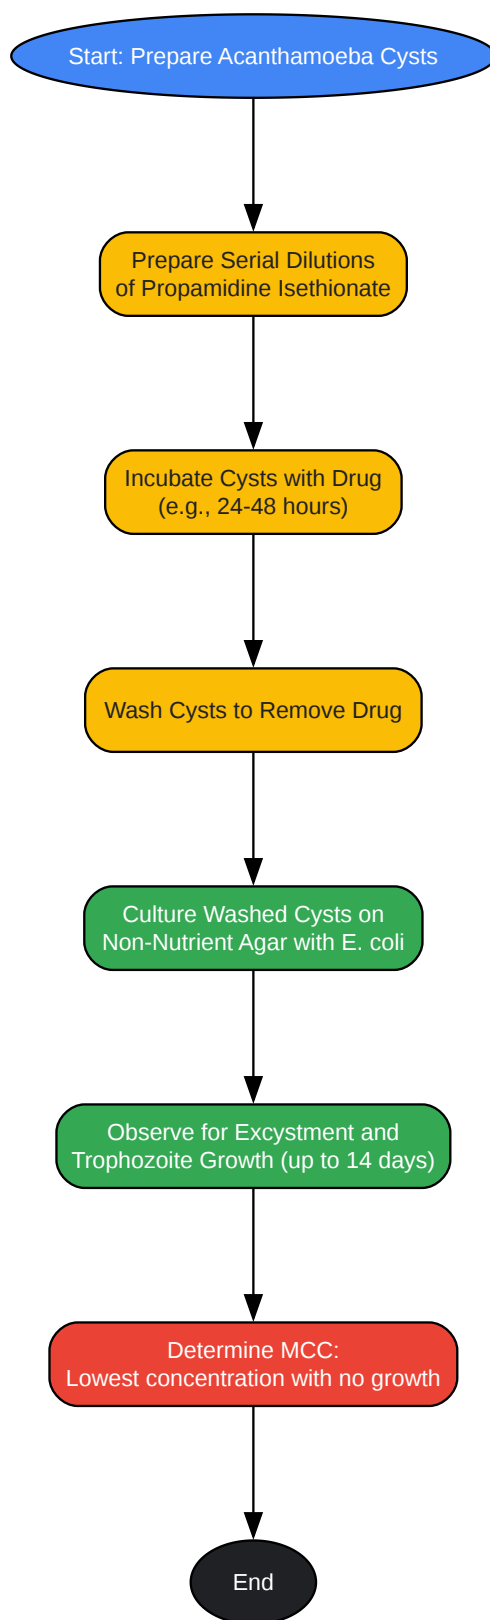 Start: Prepare Acanthamoeba Cysts
Prepare Serial Dilutions
of Propamidine Isethionate
Incubate Cysts with Drug
(e.g., 24-48 hours)
Wash Cysts to Remove Drug
Culture Washed Cysts on
Non-Nutrient Agar with E. coli
Observe for Excystment and
Trophozoite Growth (up to 14 days)
Determine MCC:
Lowest concentration with no growth
End